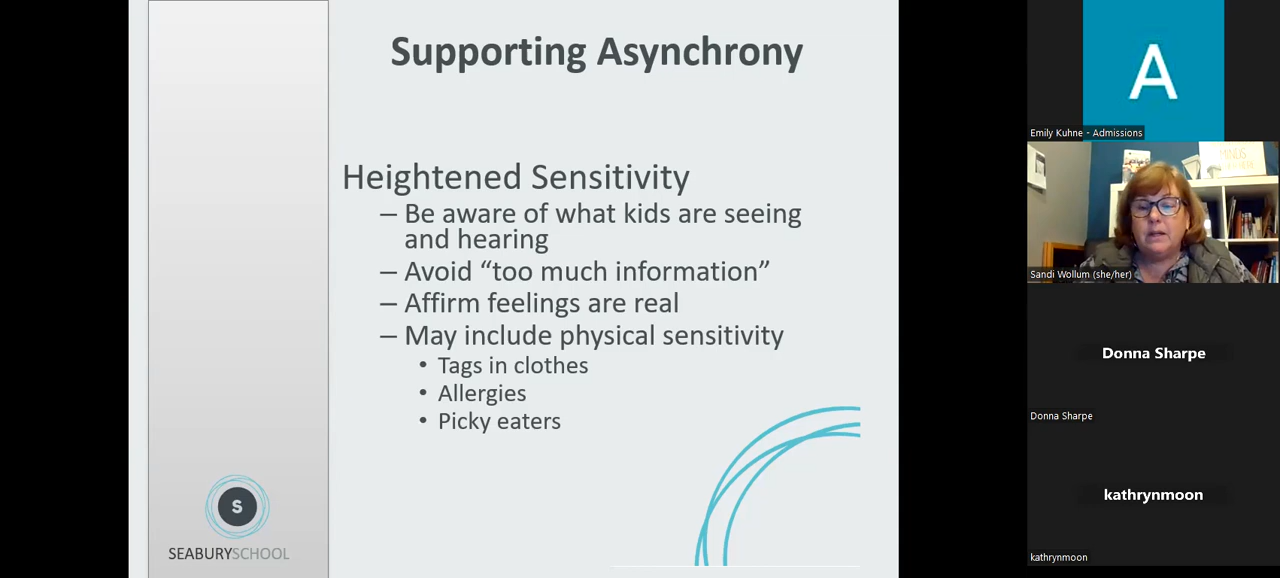 Supporting Asynchrony
Heightened Sensitivity
– Be aware of what kids are seeing
and hearing
– Avoid “too much information”
– Affirm feelings are real
– May include physical sensitivity
• Tags in clothes
• Allergies
• Picky eaters
S
SEABURYSCHOOL
A
Emily Kuhne - Admissions
Sandi Wollum (she/her)
Donna Sharpe
Donna Sharpe
kathrynmoon
kathrynmoon